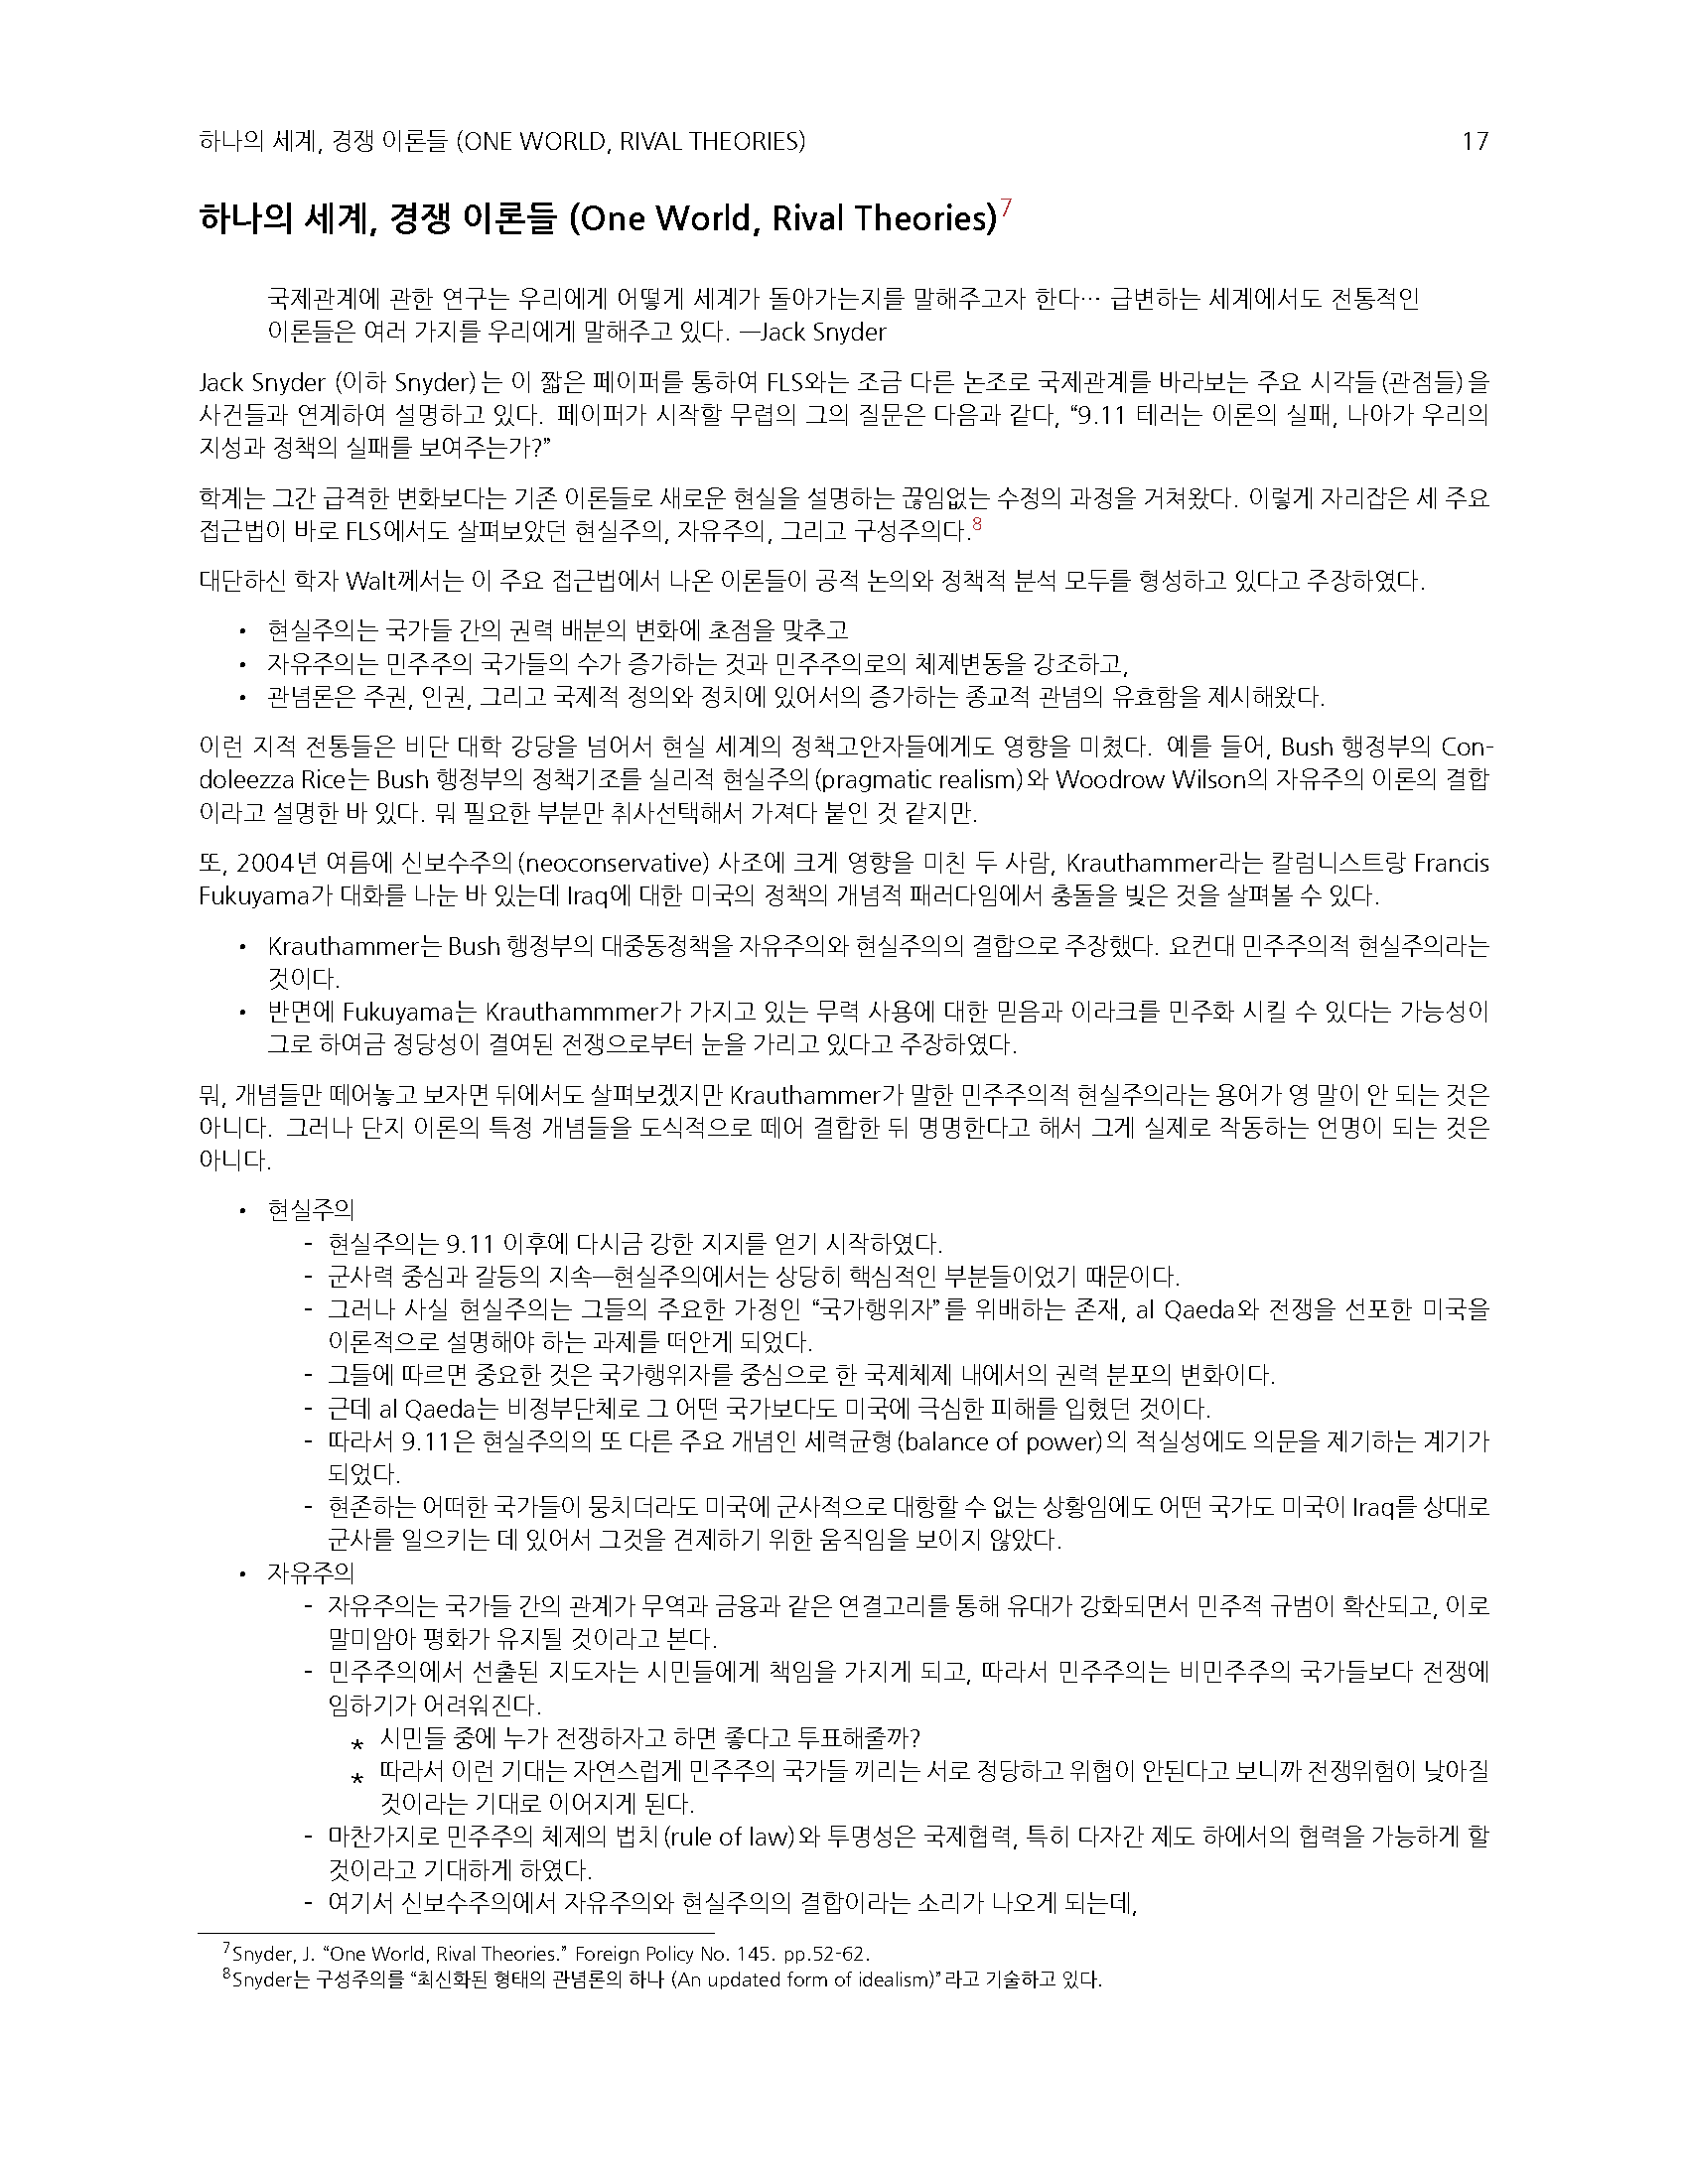 하나의 세계, 경쟁 이론들 (ONE WORLD, RIVAL THEORIES) 17
하나의 세계, 경쟁 이론들 (One World, Rival Theories)7
국제관계에 관한 연구는 우리에게 어떻게 세계가 돌아가는지를 말해주고자 한다… 급변하는 세계에서도 전통적인
이론들은 여러 가지를 우리에게 말해주고 있다. —Jack Snyder
Jack Snyder (이하 Snyder)는 이 짧은 페이퍼를 통하여 FLS와는 조금 다른 논조로 국제관계를 바라보는 주요 시각들(관점들)을
사건들과 연계하여 설명하고 있다. 페이퍼가 시작할 무렵의 그의 질문은 다음과 같다, “9.11 테러는 이론의 실패, 나아가 우리의
지성과 정책의 실패를 보여주는가?”
학계는 그간 급격한 변화보다는 기존 이론들로 새로운 현실을 설명하는 끊임없는 수정의 과정을 거쳐왔다. 이렇게 자리잡은 세 주요
접근법이 바로 FLS에서도 살펴보았던 현실주의, 자유주의, 그리고 구성주의다.8
대단하신 학자 Walt께서는 이 주요 접근법에서 나온 이론들이 공적 논의와 정책적 분석 모두를 형성하고 있다고 주장하였다.
• 현실주의는 국가들 간의 권력 배분의 변화에 초점을 맞추고
• 자유주의는 민주주의 국가들의 수가 증가하는 것과 민주주의로의 체제변동을 강조하고,
• 관념론은 주권, 인권, 그리고 국제적 정의와 정치에 있어서의 증가하는 종교적 관념의 유효함을 제시해왔다.
이런 지적 전통들은 비단 대학 강당을 넘어서 현실 세계의 정책고안자들에게도 영향을 미쳤다. 예를 들어, Bush 행정부의 Con-
doleezza Rice는 Bush 행정부의 정책기조를 실리적 현실주의(pragmatic realism)와 Woodrow Wilson의 자유주의 이론의 결합
이라고 설명한 바 있다. 뭐 필요한 부분만 취사선택해서 가져다 붙인 것 같지만.
또, 2004년 여름에 신보수주의(neoconservative) 사조에 크게 영향을 미친 두 사람, Krauthammer라는 칼럼니스트랑 Francis
Fukuyama가 대화를 나눈 바 있는데 Iraq에 대한 미국의 정책의 개념적 패러다임에서 충돌을 빚은 것을 살펴볼 수 있다.
• Krauthammer는 Bush 행정부의 대중동정책을 자유주의와 현실주의의 결합으로 주장했다. 요컨대 민주주의적 현실주의라는
것이다.
• 반면에 Fukuyama는 Krauthammmer가 가지고 있는 무력 사용에 대한 믿음과 이라크를 민주화 시킬 수 있다는 가능성이
그로 하여금 정당성이 결여된 전쟁으로부터 눈을 가리고 있다고 주장하였다.
뭐, 개념들만 떼어놓고 보자면 뒤에서도 살펴보겠지만 Krauthammer가 말한 민주주의적 현실주의라는 용어가 영 말이 안 되는 것은
아니다. 그러나 단지 이론의 특정 개념들을 도식적으로 떼어 결합한 뒤 명명한다고 해서 그게 실제로 작동하는 언명이 되는 것은
아니다.
• 현실주의
- 현실주의는 9.11 이후에 다시금 강한 지지를 얻기 시작하였다.
- 군사력 중심과 갈등의 지속—현실주의에서는 상당히 핵심적인 부분들이었기 때문이다.
- 그러나 사실 현실주의는 그들의 주요한 가정인 “국가행위자”를 위배하는 존재, al Qaeda와 전쟁을 선포한 미국을
이론적으로 설명해야 하는 과제를 떠안게 되었다.
- 그들에 따르면 중요한 것은 국가행위자를 중심으로 한 국제체제 내에서의 권력 분포의 변화이다.
- 근데 al Qaeda는 비정부단체로 그 어떤 국가보다도 미국에 극심한 피해를 입혔던 것이다.
- 따라서 9.11은 현실주의의 또 다른 주요 개념인 세력균형(balance of power)의 적실성에도 의문을 제기하는 계기가
되었다.
- 현존하는 어떠한 국가들이 뭉치더라도 미국에 군사적으로 대항할 수 없는 상황임에도 어떤 국가도 미국이 Iraq를 상대로
군사를 일으키는 데 있어서 그것을 견제하기 위한 움직임을 보이지 않았다.
• 자유주의
- 자유주의는 국가들 간의 관계가 무역과 금융과 같은 연결고리를 통해 유대가 강화되면서 민주적 규범이 확산되고, 이로
말미암아 평화가 유지될 것이라고 본다.
- 민주주의에서 선출된 지도자는 시민들에게 책임을 가지게 되고, 따라서 민주주의는 비민주주의 국가들보다 전쟁에
임하기가 어려워진다.
* 시민들 중에 누가 전쟁하자고 하면 좋다고 투표해줄까?
* 따라서 이런 기대는 자연스럽게 민주주의 국가들 끼리는 서로 정당하고 위협이 안된다고 보니까 전쟁위험이 낮아질
것이라는 기대로 이어지게 된다.
- 마찬가지로 민주주의 체제의 법치(rule of law)와 투명성은 국제협력, 특히 다자간 제도 하에서의 협력을 가능하게 할
것이라고 기대하게 하였다.
- 여기서 신보수주의에서 자유주의와 현실주의의 결합이라는 소리가 나오게 되는데,
7Snyder, J. “One World, Rival Theories.” Foreign Policy No. 145. pp.52-62.
8Snyder는 구성주의를 “최신화된 형태의 관념론의 하나 (An updated form of idealism)”라고 기술하고 있다.